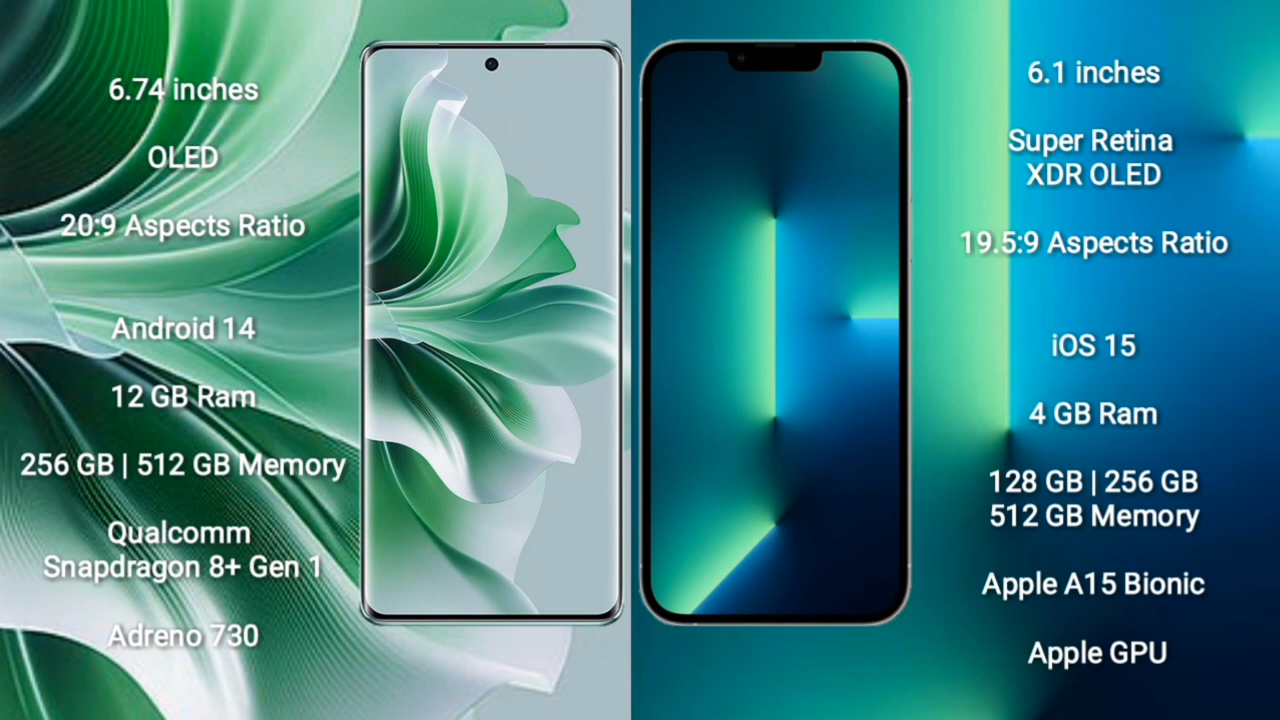 6.74 inches
OLED
20:9 Aspects Ratio
Android 14
12 GB Ram
256 GB | 512 GB Memory
Qualcomm
Snapdragon 8+ Gen 1
Adreno 730
6.1 inches
Super Retina
XDR OLED
19.5:9 Aspects Ratio
iOS 15
4 GB Ram
128 GB | 256 GB
512 GB Memory
Apple A15 Bionic
Apple GPU